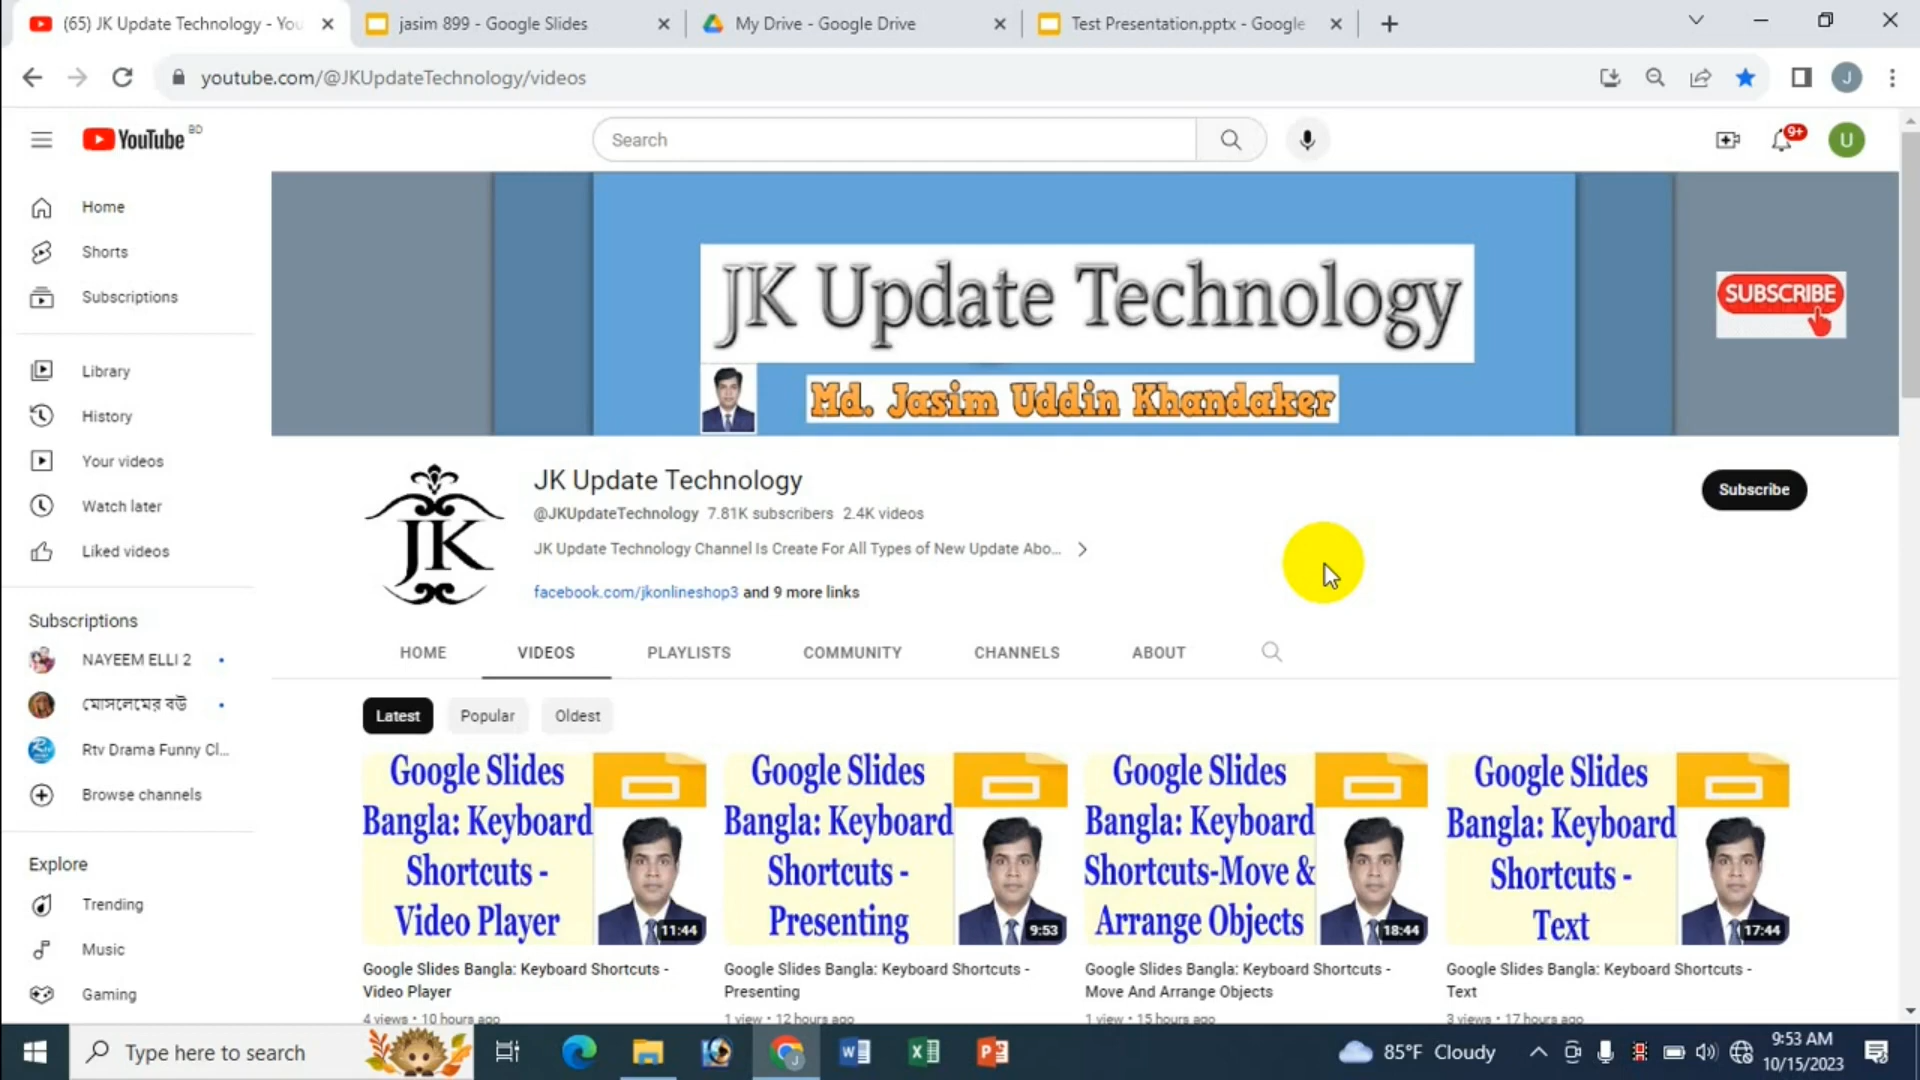 (65) JK Update Technology - You
jasim 899 - Google Slides
My Drive - Google Drive
Test Presentation.pptx - Google
youtube.com/@JKUpdateTechnology/videos
J
YouTube BD
Search
9+
U
Home
Shorts
Subscriptions
Library
History
Your videos
Watch later
Liked videos
Subscriptions
NAYEEM ELLI 2
মোসলেমের বউ
Rtv Drama Funny Cl...
Browse channels
Explore
Trending
Music
Gaming
JK Update Technology
Md. Jasim Uddin Khandaker
SUBSCRIBE
JK
JK Update Technology
@JKUpdateTechnology 7.81K subscribers 2.4K videos
JK Update Technology Channel Is Create For All Types of New Update Abo...
facebook.com/jkonlineshop3 and 9 more links
Subscribe
HOME VIDEOS PLAYLISTS COMMUNITY CHANNELS ABOUT
Latest Popular Oldest
Google Slides
Bangla: Keyboard
Shortcuts -
Video Player
11:44
Google Slides
Bangla: Keyboard
Shortcuts -
Presenting
9:53
Google Slides
Bangla: Keyboard
Shortcuts-Move &
Arrange Objects
18:44
Google Slides
Bangla: Keyboard
Shortcuts -
Text
17:44
Google Slides Bangla: Keyboard Shortcuts -
Video Player
4 views • 10 hours ago
Google Slides Bangla: Keyboard Shortcuts -
Presenting
1 view • 12 hours ago
Google Slides Bangla: Keyboard Shortcuts -
Move And Arrange Objects
1 view • 15 hours ago
Google Slides Bangla: Keyboard Shortcuts -
Text
3 views • 17 hours ago
Type here to search
85°F Cloudy
9:53 AM
10/15/2023